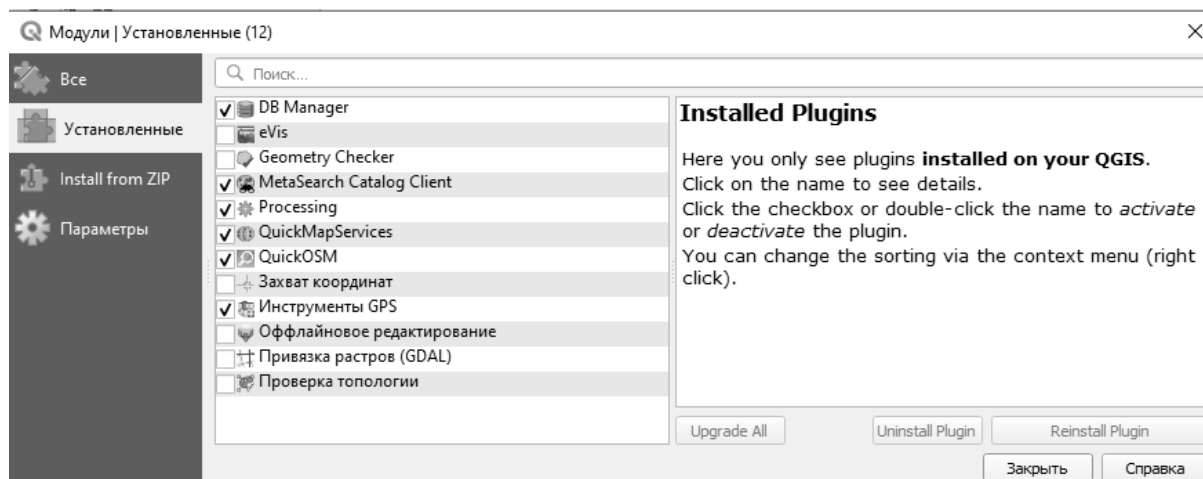 Модули | Установленные (12)
Все
Установленные
Install from ZIP
Параметры
Поиск...
DB Manager
eVis
Geometry Checker
MetaSearch Catalog Client
Processing
QuickMapServices
QuickOSM
Захват координат
Инструменты GPS
Оффлайновое редактирование
Привязка растров (GDAL)
Проверка топологии
Installed Plugins
Here you only see plugins installed on your QGIS.
Click on the name to see details.
Click the checkbox or double-click the name to activate
or deactivate the plugin.
You can change the sorting via the context menu (right
click).
Upgrade All
Uninstall Plugin
Reinstall Plugin
Закрыть
Справка